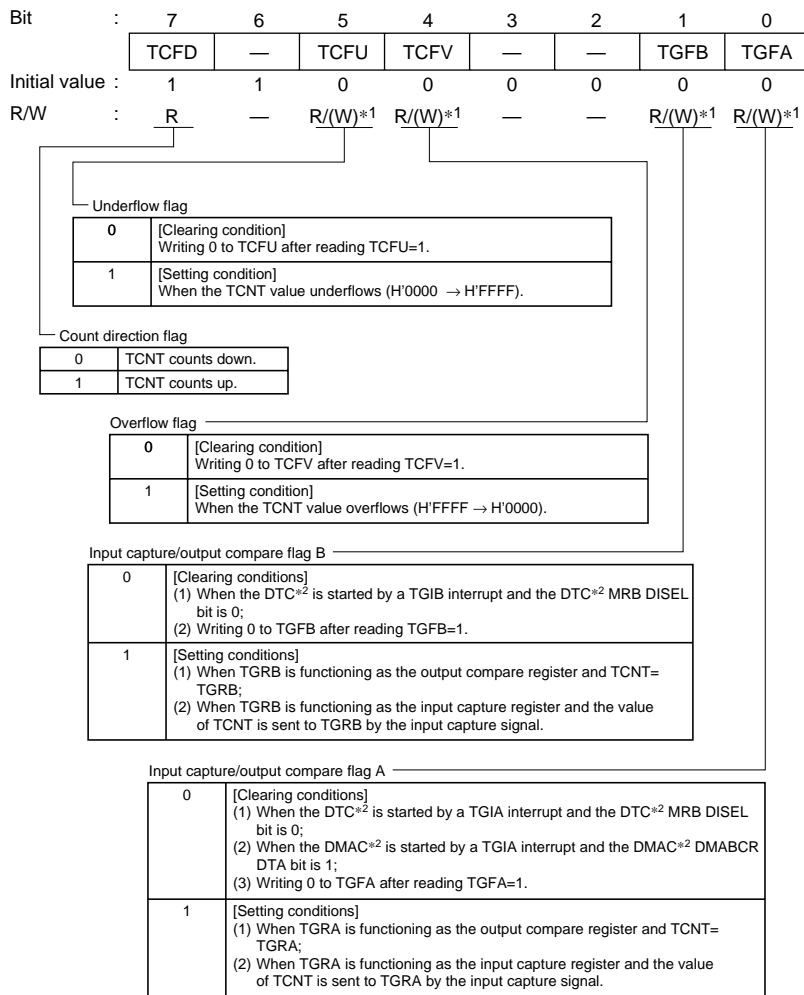 Bit : 7 6 5 4 3 2 1 0
TCFD — TCFU TCFV — — TGFB TGFA
Initial value : 1 1 0 0 0 0 0 0
R/W : R — R/(W)*1 R/(W)*1 — — R/(W)*1 R/(W)*1
Underflow flag
0 [Clearing condition]
Writing 0 to TCFU after reading TCFU=1.
1 [Setting condition]
When the TCNT value underflows (H'0000 → H'FFFF).
Count direction flag
0 TCNT counts down.
1 TCNT counts up.
Overflow flag
0 [Clearing condition]
Writing 0 to TCFV after reading TCFV=1.
1 [Setting condition]
When the TCNT value overflows (H'FFFF → H'0000).
Input capture/output compare flag B
0 [Clearing conditions]
(1) When the DTC*2 is started by a TGIB interrupt and the DTC*2 MRB DISEL
bit is 0;
(2) Writing 0 to TGFB after reading TGFB=1.
1 [Setting conditions]
(1) When TGRB is functioning as the output compare register and TCNT=
TGRB;
(2) When TGRB is functioning as the input capture register and the value
of TCNT is sent to TGRB by the input capture signal.
Input capture/output compare flag A
0 [Clearing conditions]
(1) When the DTC*2 is started by a TGIA interrupt and the DTC*2 MRB DISEL
bit is 0;
(2) When the DMAC*2 is started by a TGIA interrupt and the DMAC*2 DMABCR
DTA bit is 1;
(3) Writing 0 to TGFA after reading TGFA=1.
1 [Setting conditions]
(1) When TGRA is functioning as the output compare register and TCNT=
TGRA;
(2) When TGRA is functioning as the input capture register and the value
of TCNT is sent to TGRA by the input capture signal.